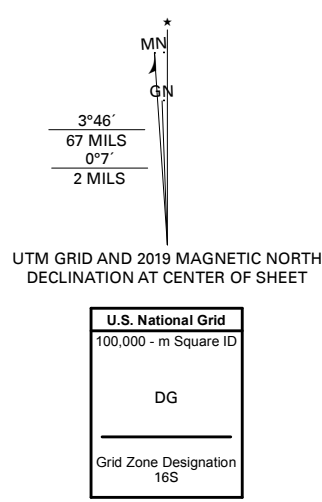 MN
GN
3°46´
67 MILS
0°7´
2 MILS
UTM GRID AND 2019 MAGNETIC NORTH
DECLINATION AT CENTER OF SHEET
U.S. National Grid
100,000 - m Square ID
DG
Grid Zone Designation
16S